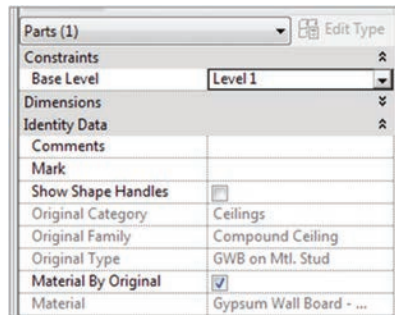 Parts (1) Edit Type
Constraints
Base Level Level 1
Dimensions
Identity Data
Comments
Mark
Show Shape Handles
Original Category Ceilings
Original Family Compound Ceiling
Original Type GWB on Mtl. Stud
Material By Original
Material Gypsum Wall Board - ...